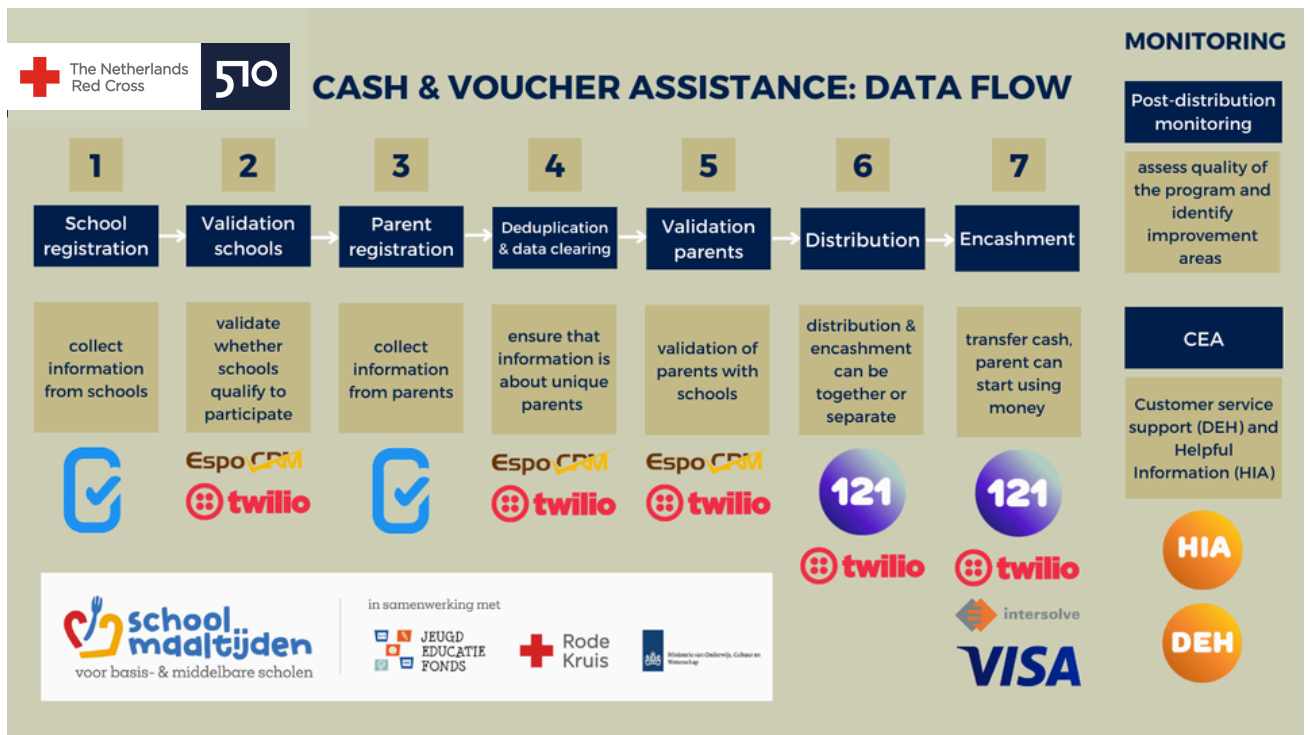 The Netherlands
Red Cross
510
CASH & VOUCHER ASSISTANCE: DATA FLOW
1
2
3
4
5
6
7
School
registration
Validation
schools
Parent
registration
Deduplication
& data clearing
Validation
parents
Distribution
Encashment
collect
information
from schools
validate
whether
schools
qualify to
participate
collect
information
from parents
ensure that
information is
about unique
parents
validation of
parents with
schools
distribution &
encashment
can be
together or
separate
transfer cash,
parent can
start using
money
EspoCRM
twilio
EspoCRM
twilio
EspoCRM
twilio
121
twilio
121
twilio
intersolve
VISA
MONITORING
Post-distribution
monitoring
assess quality of
the program and
identify
improvement
areas
CEA
Customer service
support (DEH) and
Helpful
Information (HIA)
HIA
DEH
school
maaltijden
voor basis- & middelbare scholen
in samenwerking met
JEUGD
EDUCATIE
FONDS
Rode
Kruis
Ministerie van Onderwijs, Cultuur en
Wetenschap